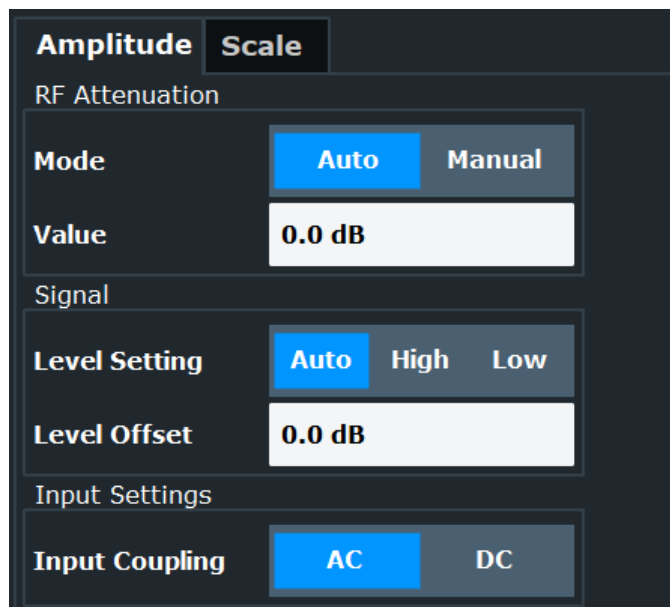 Amplitude Scale
RF Attenuation
Mode Auto Manual
Value 0.0 dB
Signal
Level Setting Auto High Low
Level Offset 0.0 dB
Input Settings
Input Coupling AC DC